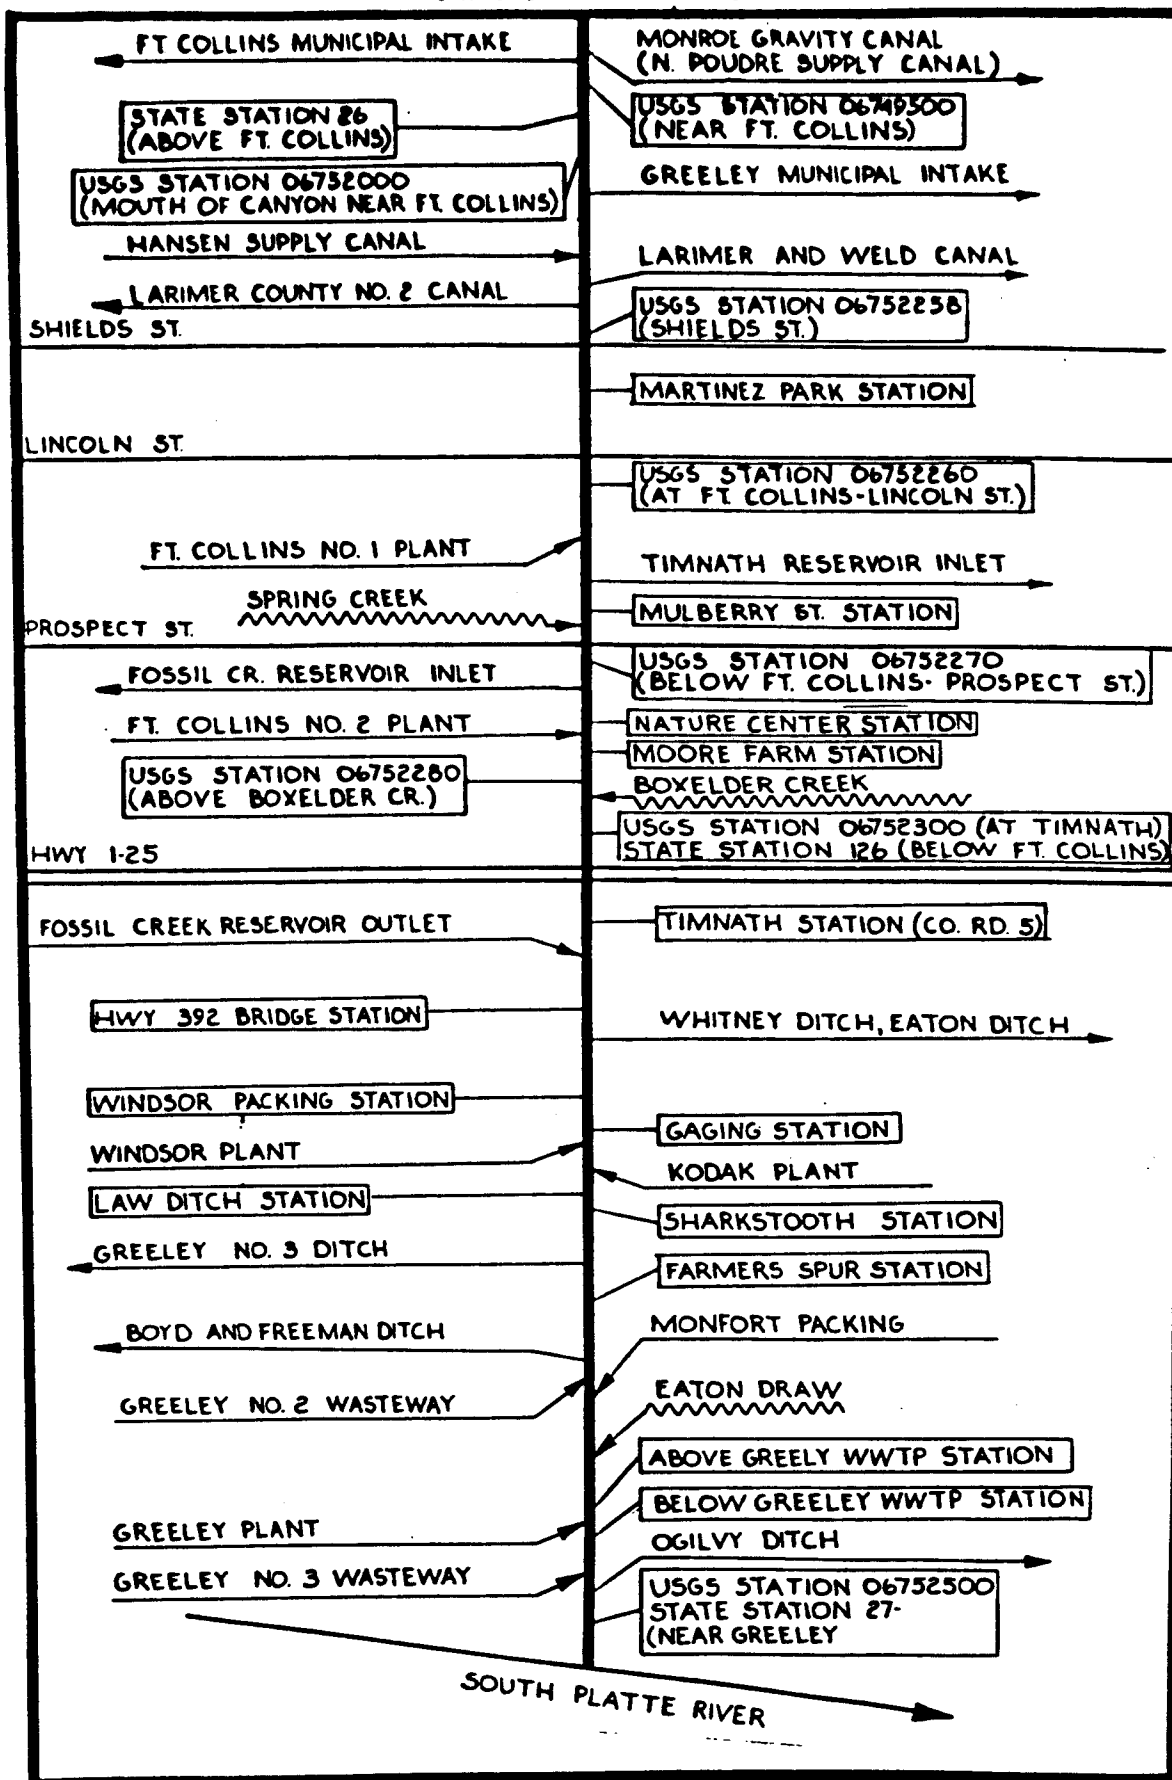 FT COLLINS MUNICIPAL INTAKE
MONROE GRAVITY CANAL
(N. POUDRE SUPPLY CANAL)
STATE STATION 26
(ABOVE FT. COLLINS)
USGS STATION 06749500
(NEAR FT. COLLINS)
USGS STATION 06752000
(MOUTH OF CANYON NEAR FT. COLLINS)
GREELEY MUNICIPAL INTAKE
HANSEN SUPPLY CANAL
LARIMER AND WELD CANAL
LARIMER COUNTY NO. 2 CANAL
USGS STATION 06752258
(SHIELDS ST.)
SHIELDS ST.
MARTINEZ PARK STATION
LINCOLN ST.
USGS STATION 06752260
(AT FT. COLLINS-LINCOLN ST.)
FT. COLLINS NO. 1 PLANT
TIMNATH RESERVOIR INLET
SPRING CREEK
MULBERRY ST. STATION
PROSPECT ST.
USGS STATION 06752270
(BELOW FT. COLLINS- PROSPECT ST.)
FOSSIL CR. RESERVOIR INLET
FT. COLLINS NO. 2 PLANT
NATURE CENTER STATION
MOORE FARM STATION
USGS STATION 06752280
(ABOVE BOXELDER CR.)
BOXELDER CREEK
USGS STATION 06752300 (AT TIMNATH)
STATE STATION 126 (BELOW FT. COLLINS)
HWY I-25
FOSSIL CREEK RESERVOIR OUTLET
TIMNATH STATION (CO. RD. 5)
HWY 392 BRIDGE STATION
WHITNEY DITCH, EATON DITCH
WINDSOR PACKING STATION
GAGING STATION
WINDSOR PLANT
KODAK PLANT
LAW DITCH STATION
SHARKSTOOTH STATION
GREELEY NO. 3 DITCH
FARMERS SPUR STATION
BOYD AND FREEMAN DITCH
MONFORT PACKING
GREELEY NO. 2 WASTEWAY
EATON DRAW
ABOVE GREELY WWTP STATION
BELOW GREELEY WWTP STATION
GREELEY PLANT
OGILVY DITCH
GREELEY NO. 3 WASTEWAY
USGS STATION 06752500
STATE STATION 27-
(NEAR GREELEY
SOUTH PLATTE RIVER